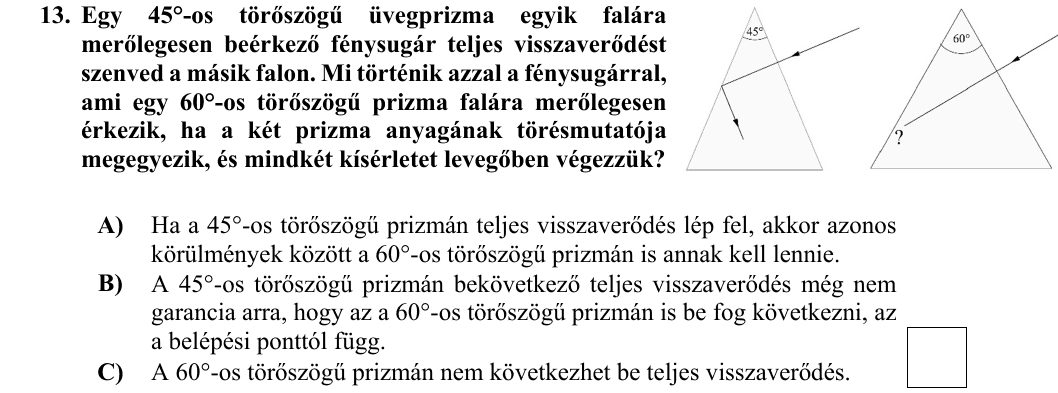 13. Egy 45°-os törőszögű üvegprizma egyik falára
merőlegesen beérkező fénysugár teljes visszaverődést
szenved a másik falon. Mi történik azzal a fénysugárral,
ami egy 60°-os törőszögű prizma falára merőlegesen
érkezik, ha a két prizma anyagának törésmutatója
megegyezik, és mindkét kísérletet levegőben végezzük?
45°
60°
?
A) Ha a 45°-os törőszögű prizmán teljes visszaverődés lép fel, akkor azonos
körülmények között a 60°-os törőszögű prizmán is annak kell lennie.
B) A 45°-os törőszögű prizmán bekövetkező teljes visszaverődés még nem
garancia arra, hogy az a 60°-os törőszögű prizmán is be fog következni, az
a belépési ponttól függ.
C) A 60°-os törőszögű prizmán nem következhet be teljes visszaverődés.